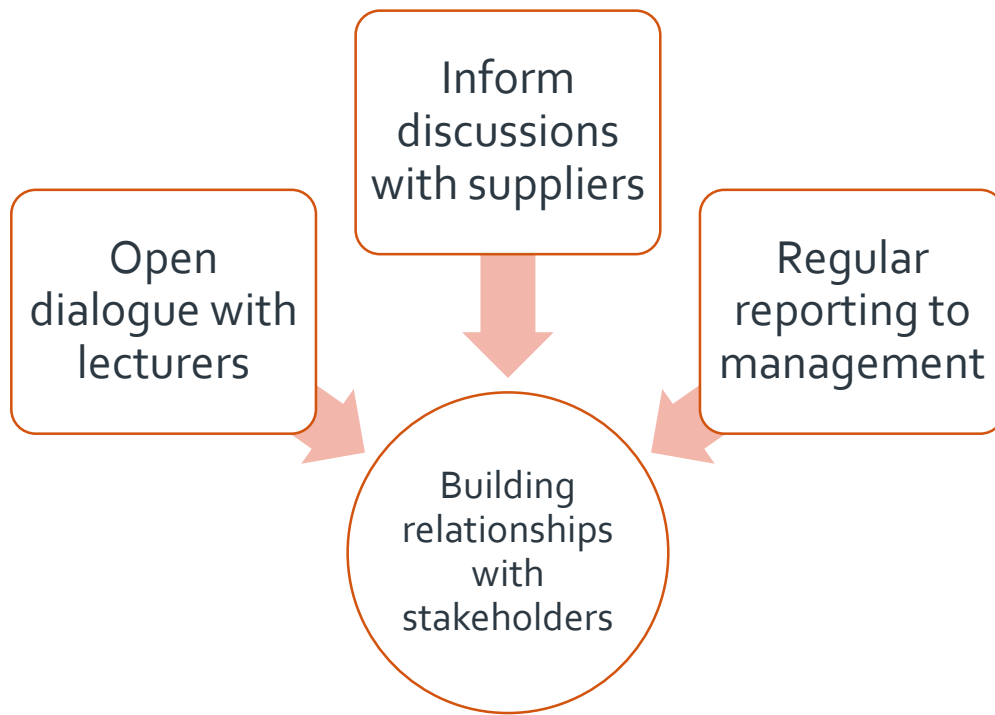 Inform
discussions
with suppliers
Open
dialogue with
lecturers
Regular
reporting to
management
Building
relationships
with
stakeholders